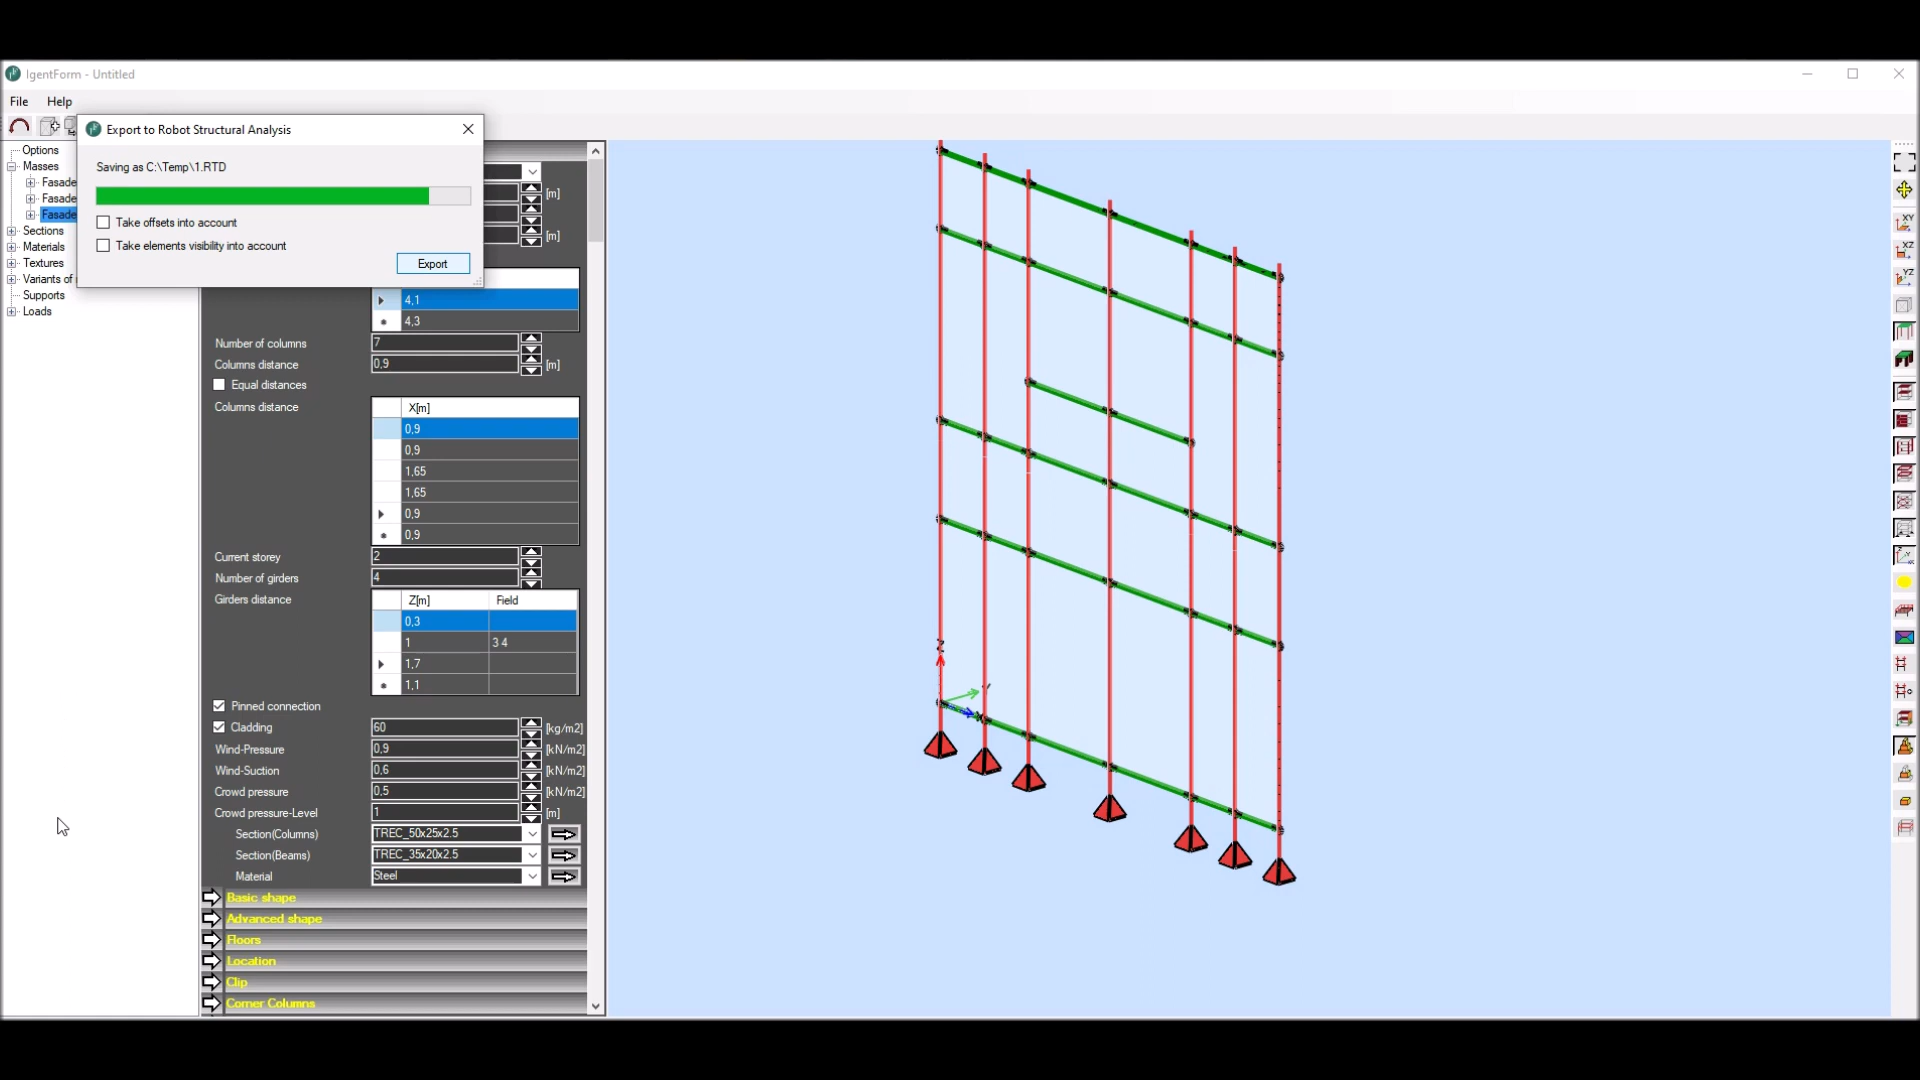 IgentForm - Untitled
File Help
Export to Robot Structural Analysis
Saving as C:\Temp\1.RTD
Take offsets into account
Take elements visibility into account
Export
Options
Masses
Fasade
Fasade
Fasade
Sections
Materials
Textures
Variants of
Supports
Loads
[m]
[m]
4,1
4,3
Number of columns 7
Columns distance 0,9 [m]
Equal distances
Columns distance X[m]
0,9
0,9
1,65
1,65
0,9
0,9
Current storey 2
Number of girders 4
Girders distance Z[m] Field
0,3
1 3 4
1,7
1,1
Pinned connection
Cladding 60 [kg/m2]
Wind-Pressure 0,9 [kN/m2]
Wind-Suction 0,6 [kN/m2]
Crowd pressure 0,5 [kN/m2]
Crowd pressure-Level 1 [m]
Section(Columns) TREC_50x25x2.5
Section(Beams) TREC_35x20x2.5
Material Steel
Basic shape
Advanced shape
Floors
Location
Clip
Corner Columns
Z
Y
XY
XZ
YZ